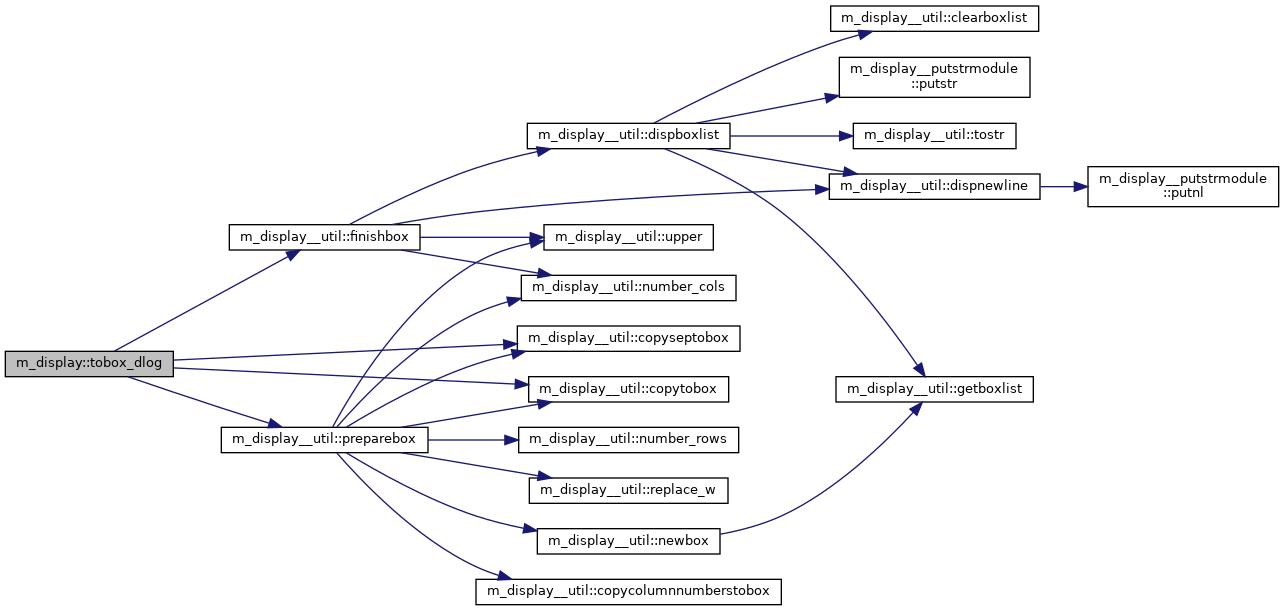 m_display__util::clearboxlist
m_display__putstrmodule
::putstr
m_display__util::dispboxlist
m_display__util::tostr
m_display__util::dispnewline
m_display__putstrmodule
::putnl
m_display__util::finishbox
m_display__util::upper
m_display__util::number_cols
m_display__util::copyseptobox
m_display::tobox_dlog
m_display__util::copytobox
m_display__util::getboxlist
m_display__util::preparebox
m_display__util::number_rows
m_display__util::replace_w
m_display__util::newbox
m_display__util::copycolumnnumberstobox